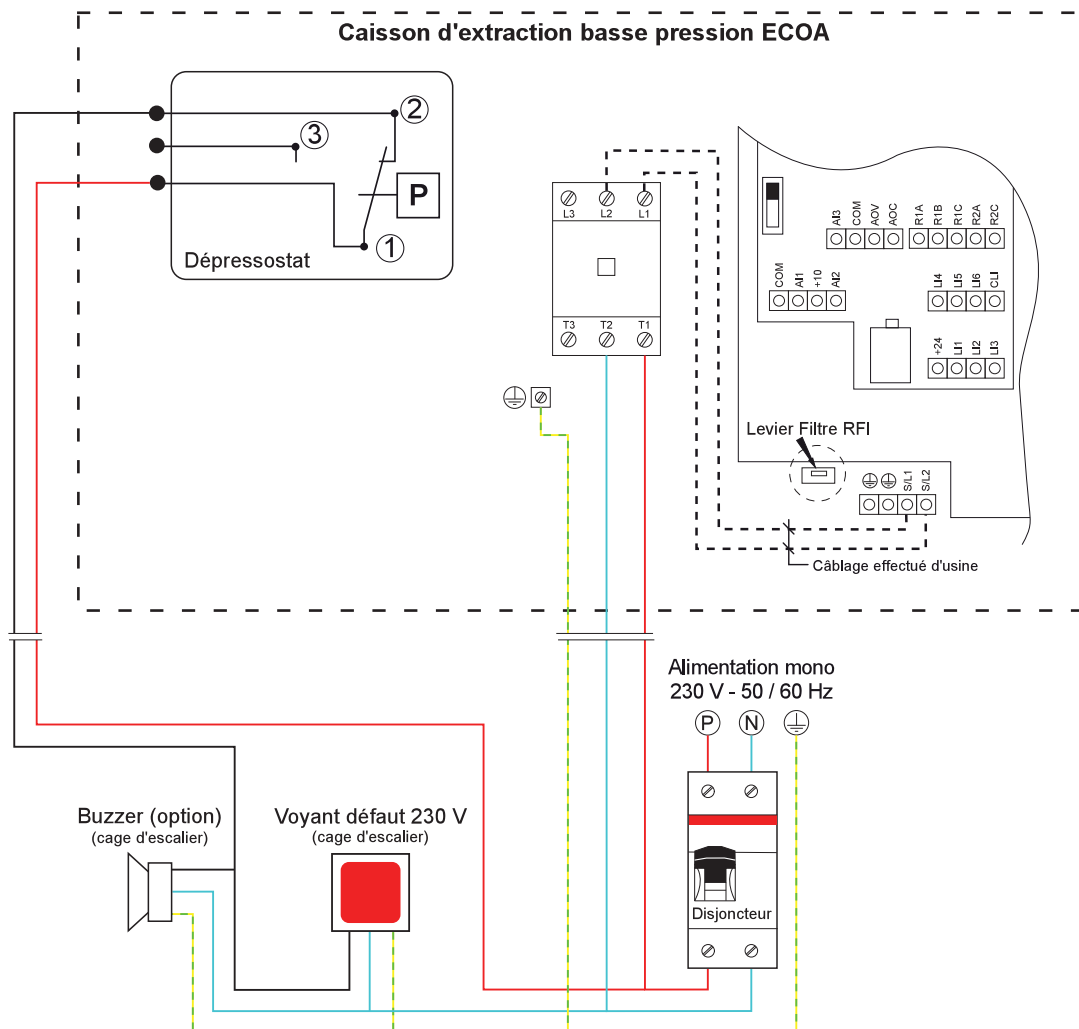 Caisson d'extraction basse pression ECOA
2
3
P
1
Dépressostat
L3
L2
L1
T3
T2
T1
AI3
COM
AOV
AOC
R1A
R1B
R1C
R2A
R2C
COM
AI1
+10
AI2
LI4
LI5
LI6
CLI
+24
LI1
LI2
LI3
Levier Filtre RFI
S/L1
S/L2
Câblage effectué d'usine
Alimentation mono
230 V - 50 / 60 Hz
P
N
Buzzer (option)
(cage d'escalier)
Voyant défaut 230 V
(cage d'escalier)
Disjoncteur